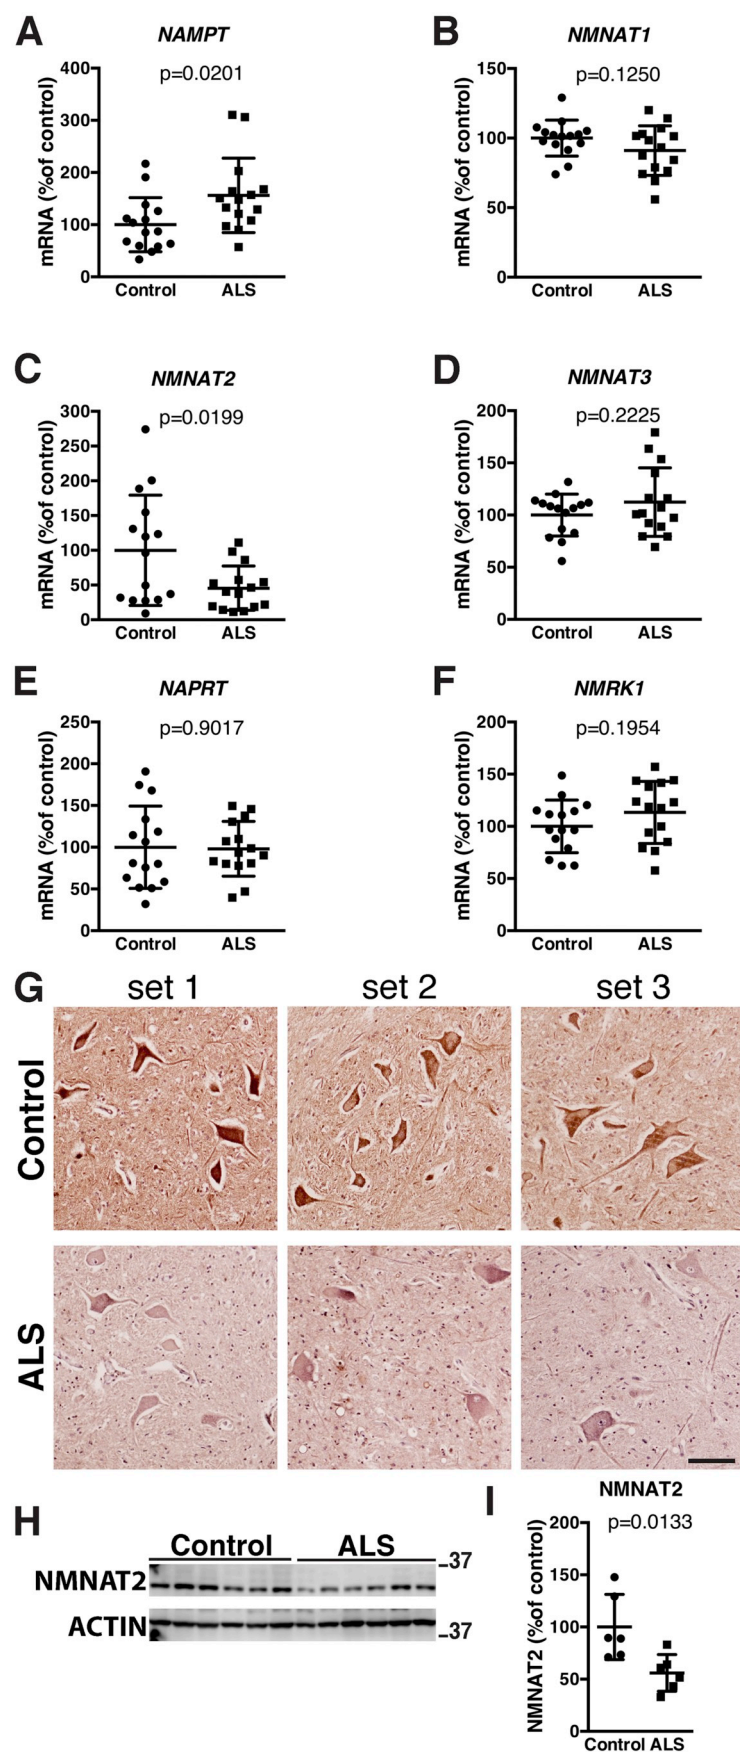 A
NAMPT
p=0.0201
mRNA (%of control)
400
300
200
100
0
Control ALS
B
NMNAT1
p=0.1250
mRNA (%of control)
150
100
50
0
Control ALS
C
NMNAT2
p=0.0199
mRNA (%of control)
300
250
200
150
100
50
0
Control ALS
D
NMNAT3
p=0.2225
mRNA (%of control)
200
150
100
50
0
Control ALS
E
NAPRT
p=0.9017
mRNA (%of control)
250
200
150
100
50
0
Control ALS
F
NMRK1
p=0.1954
mRNA (%of control)
200
150
100
50
0
Control ALS
G
set 1 set 2 set 3
Control
ALS
H
Control ALS
NMNAT2
ACTIN
37
37
I
NMNAT2
p=0.0133
NMNAT2 (%of control)
200
150
100
50
0
Control ALS